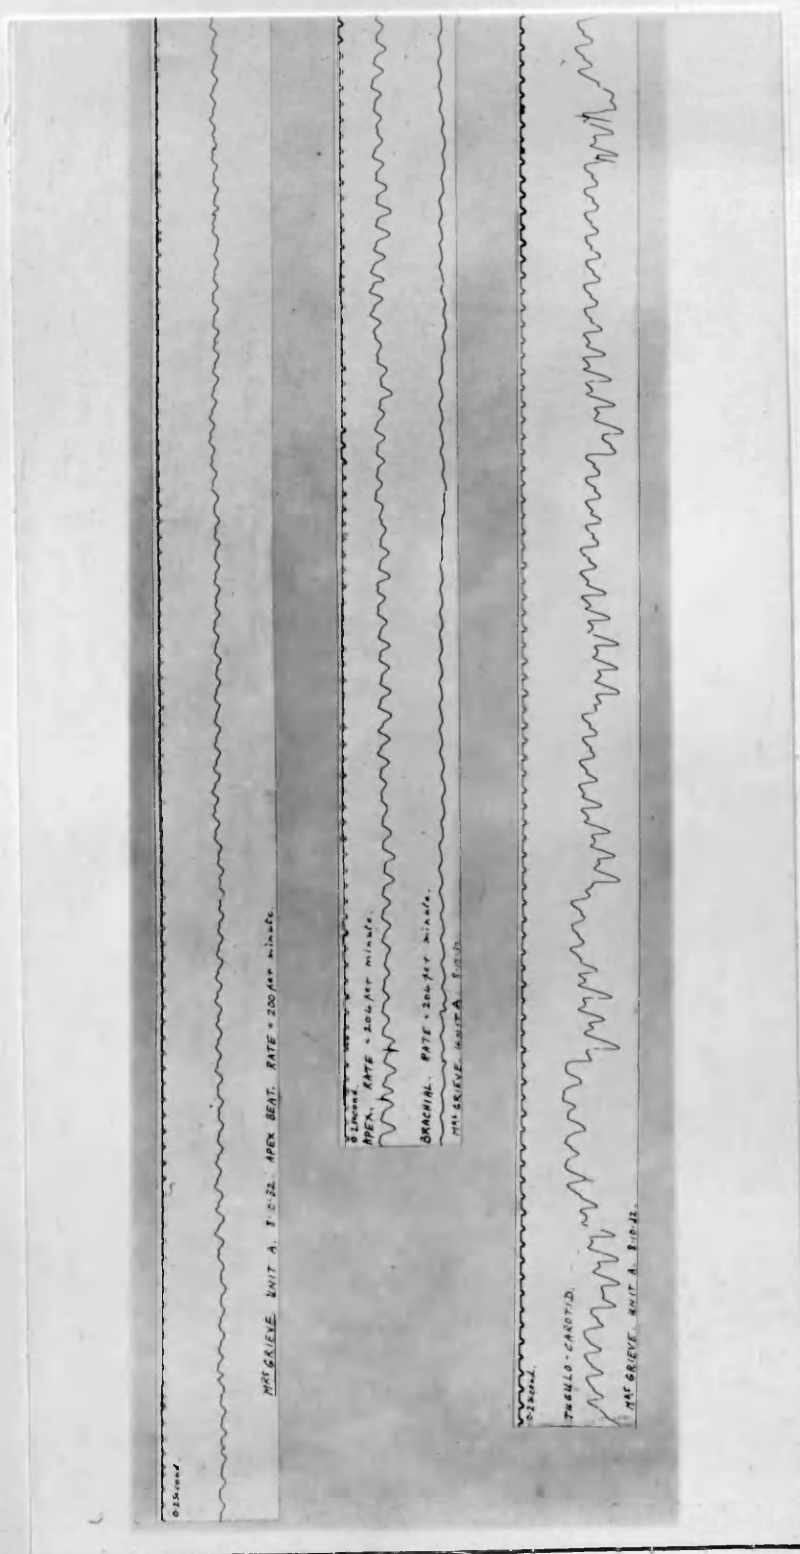 0.2 Second.
MRS GRIEVE. UNIT A. 8.10.32. APEX BEAT. RATE = 200 per minute.
0.2 second.
APEX. RATE = 204 per minute.
BRACHIAL. RATE = 204 per minute.
MRS GRIEVE. UNIT A.
0.2 second.
JUGULO-CAROTID.
MRS GRIEVE. UNIT A. 8.10.32.